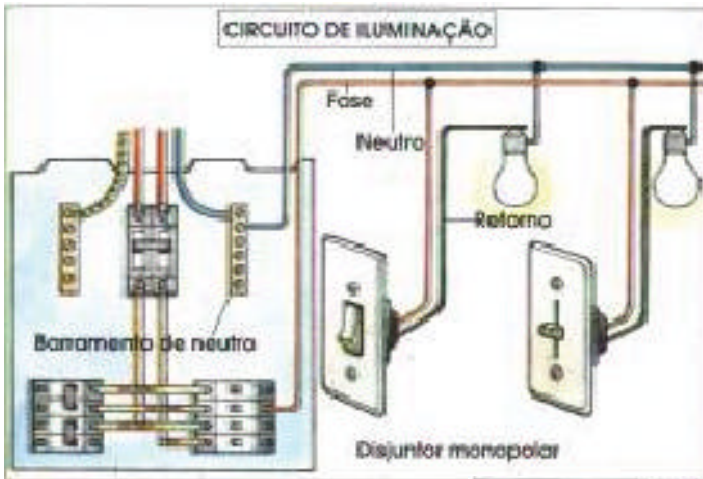 CIRCUITO DE ILUMINAÇÃO
Fase
Neutro
Retorno
Barramento de neutro
Disjuntor monopolar